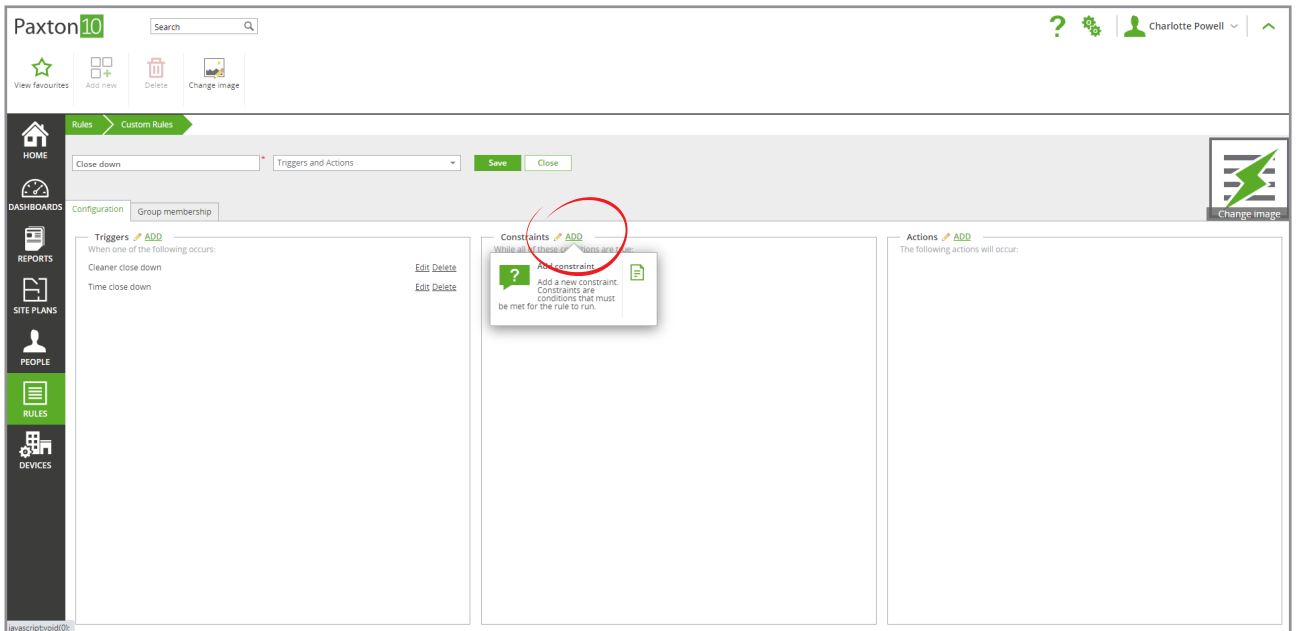 Paxton10
Search
Charlotte Powell
View favourites
Add new
Delete
Change image
Rules
Custom Rules
HOME
Close down
*
Triggers and Actions
Save
Close
DASHBOARDS
Configuration
Group membership
Change image
REPORTS
Triggers ADD
When one of the following occurs:
Cleaner close down
Edit Delete
Time close down
Edit Delete
Constraints ADD
While all of these conditions are true:
Add constraint
Add a new constraint.
Constraints are
conditions that must
be met for the rule to run.
Actions ADD
The following actions will occur:
SITE PLANS
PEOPLE
RULES
DEVICES
javascript:void(0);